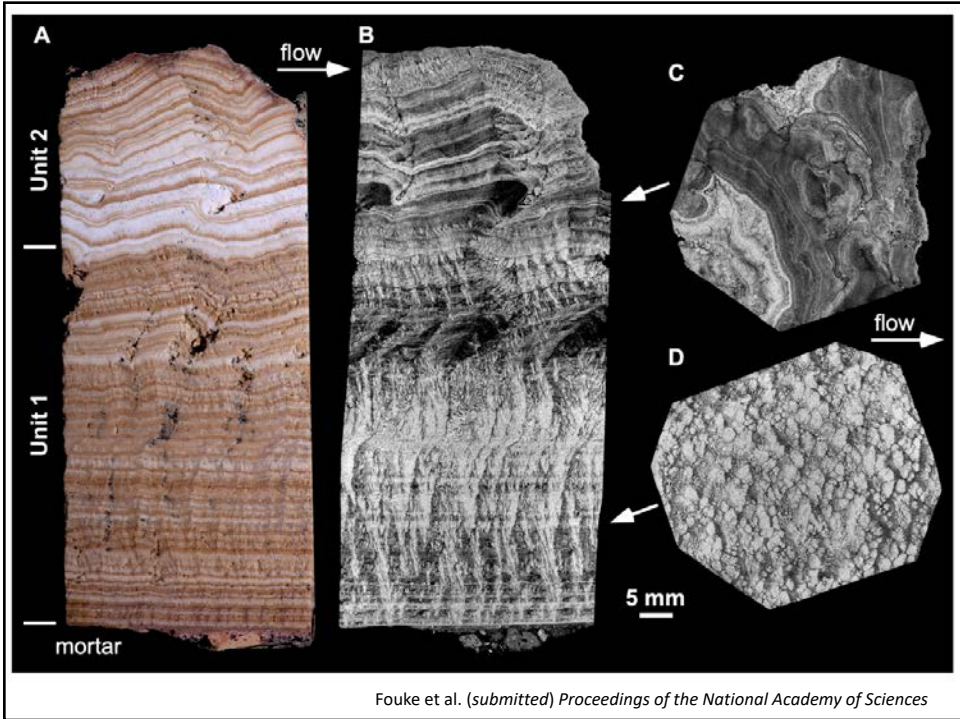 A
flow
B
C
Unit 2
Unit 1
flow
D
5 mm
mortar
Fouke et al. (submitted) Proceedings of the National Academy of Sciences